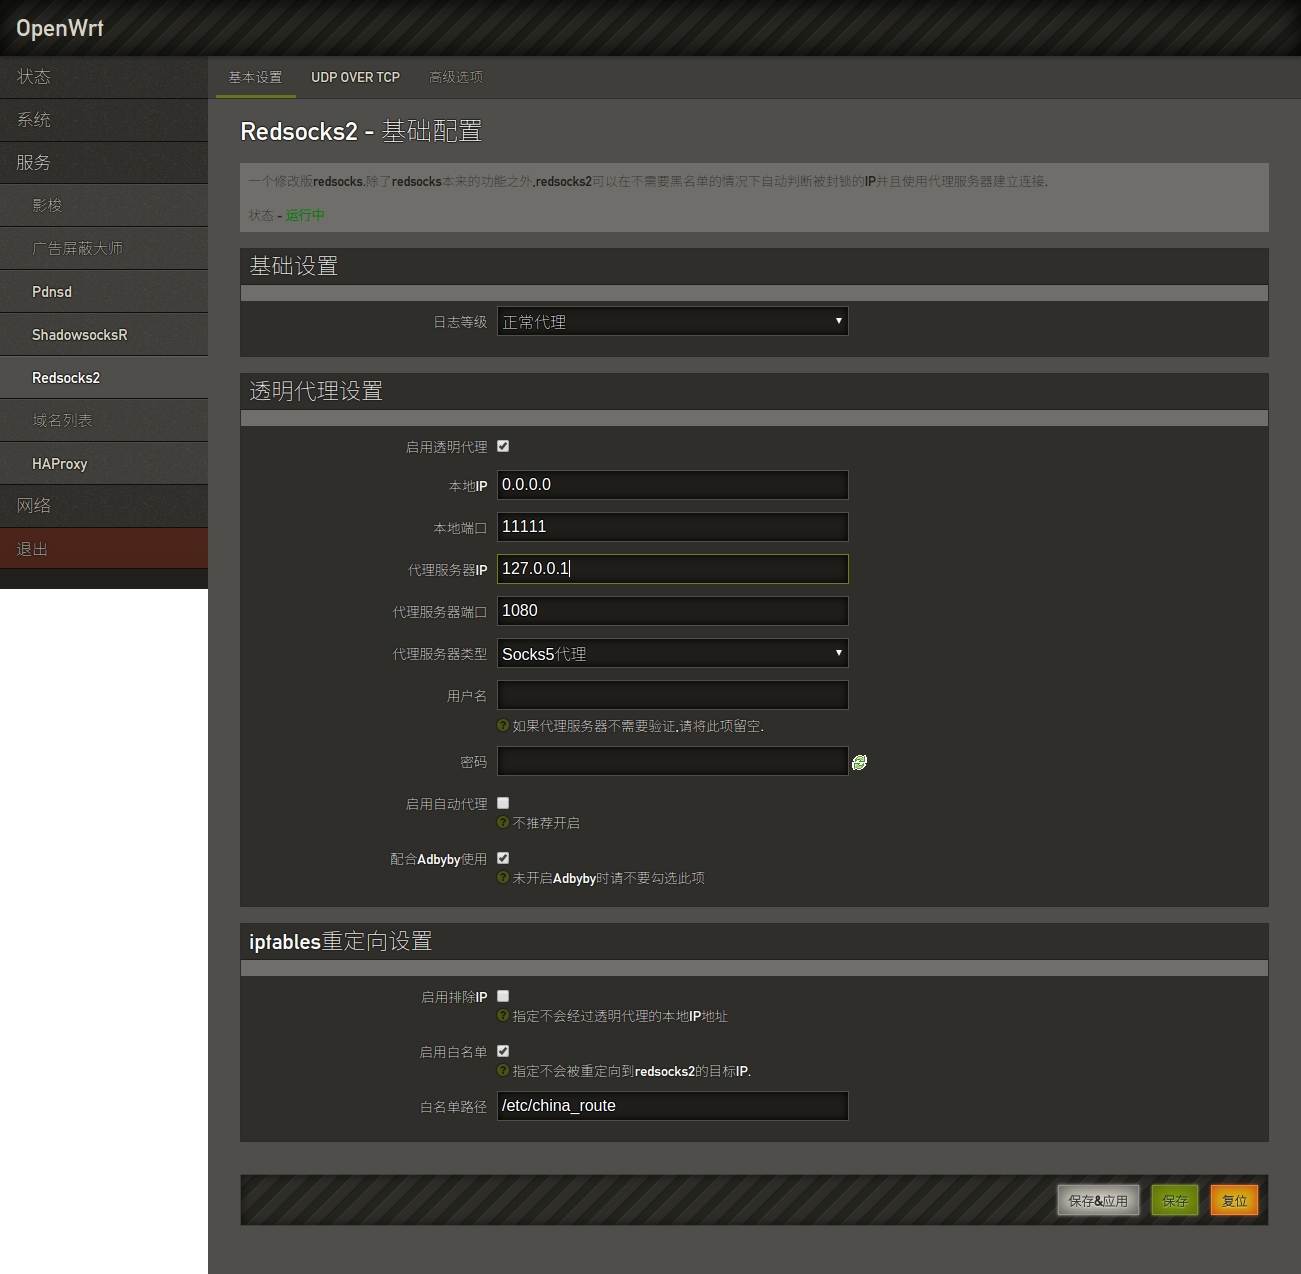 OpenWrt
状态
系统
服务
影梭
广告屏蔽大师
Pdnsd
ShadowsocksR
Redsocks2
域名列表
HAProxy
网络
退出
基本设置 UDP OVER TCP 高级选项
Redsocks2 - 基础配置
一个修改版redsocks.除了redsocks本来的功能之外,redsocks2可以在不需要黑名单的情况下自动判断被封锁的IP并且使用代理服务器建立连接.
状态 - 运行中
基础设置
日志等级 正常代理
透明代理设置
启用透明代理
本地IP 0.0.0.0
本地端口 11111
代理服务器IP 127.0.0.1
代理服务器端口 1080
代理服务器类型 Socks5代理
用户名
如果代理服务器不需要验证,请将此项留空.
密码
启用自动代理
不推荐开启
配合Adbyby使用
未开启Adbyby时请不要勾选此项
iptables重定向设置
启用排除IP
指定不会经过透明代理的本地IP地址
启用白名单
指定不会被重定向到redsocks2的目标IP.
白名单路径 /etc/china_route
保存&应用 保存 复位